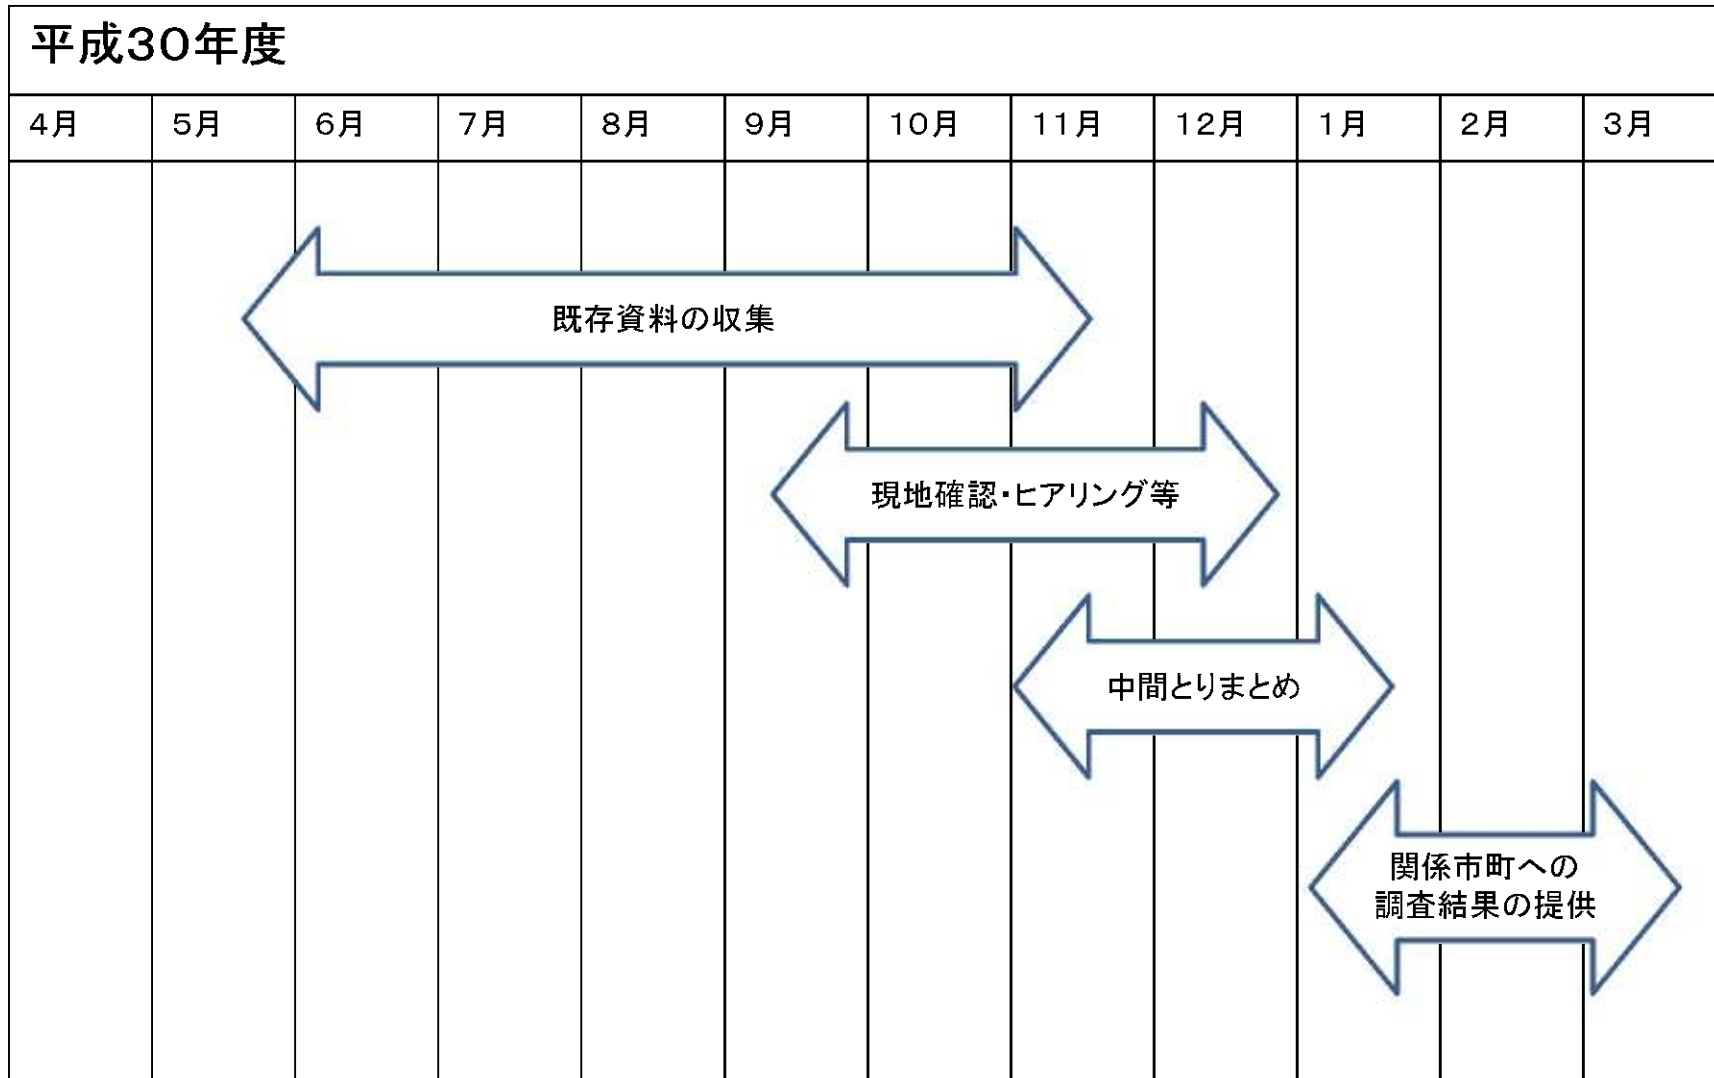 平成30年度
4月 5月 6月 7月 8月 9月 10月 11月 12月 1月 2月 3月
既存資料の収集
現地確認・ヒアリング等
中間とりまとめ
関係市町への
調査結果の提供